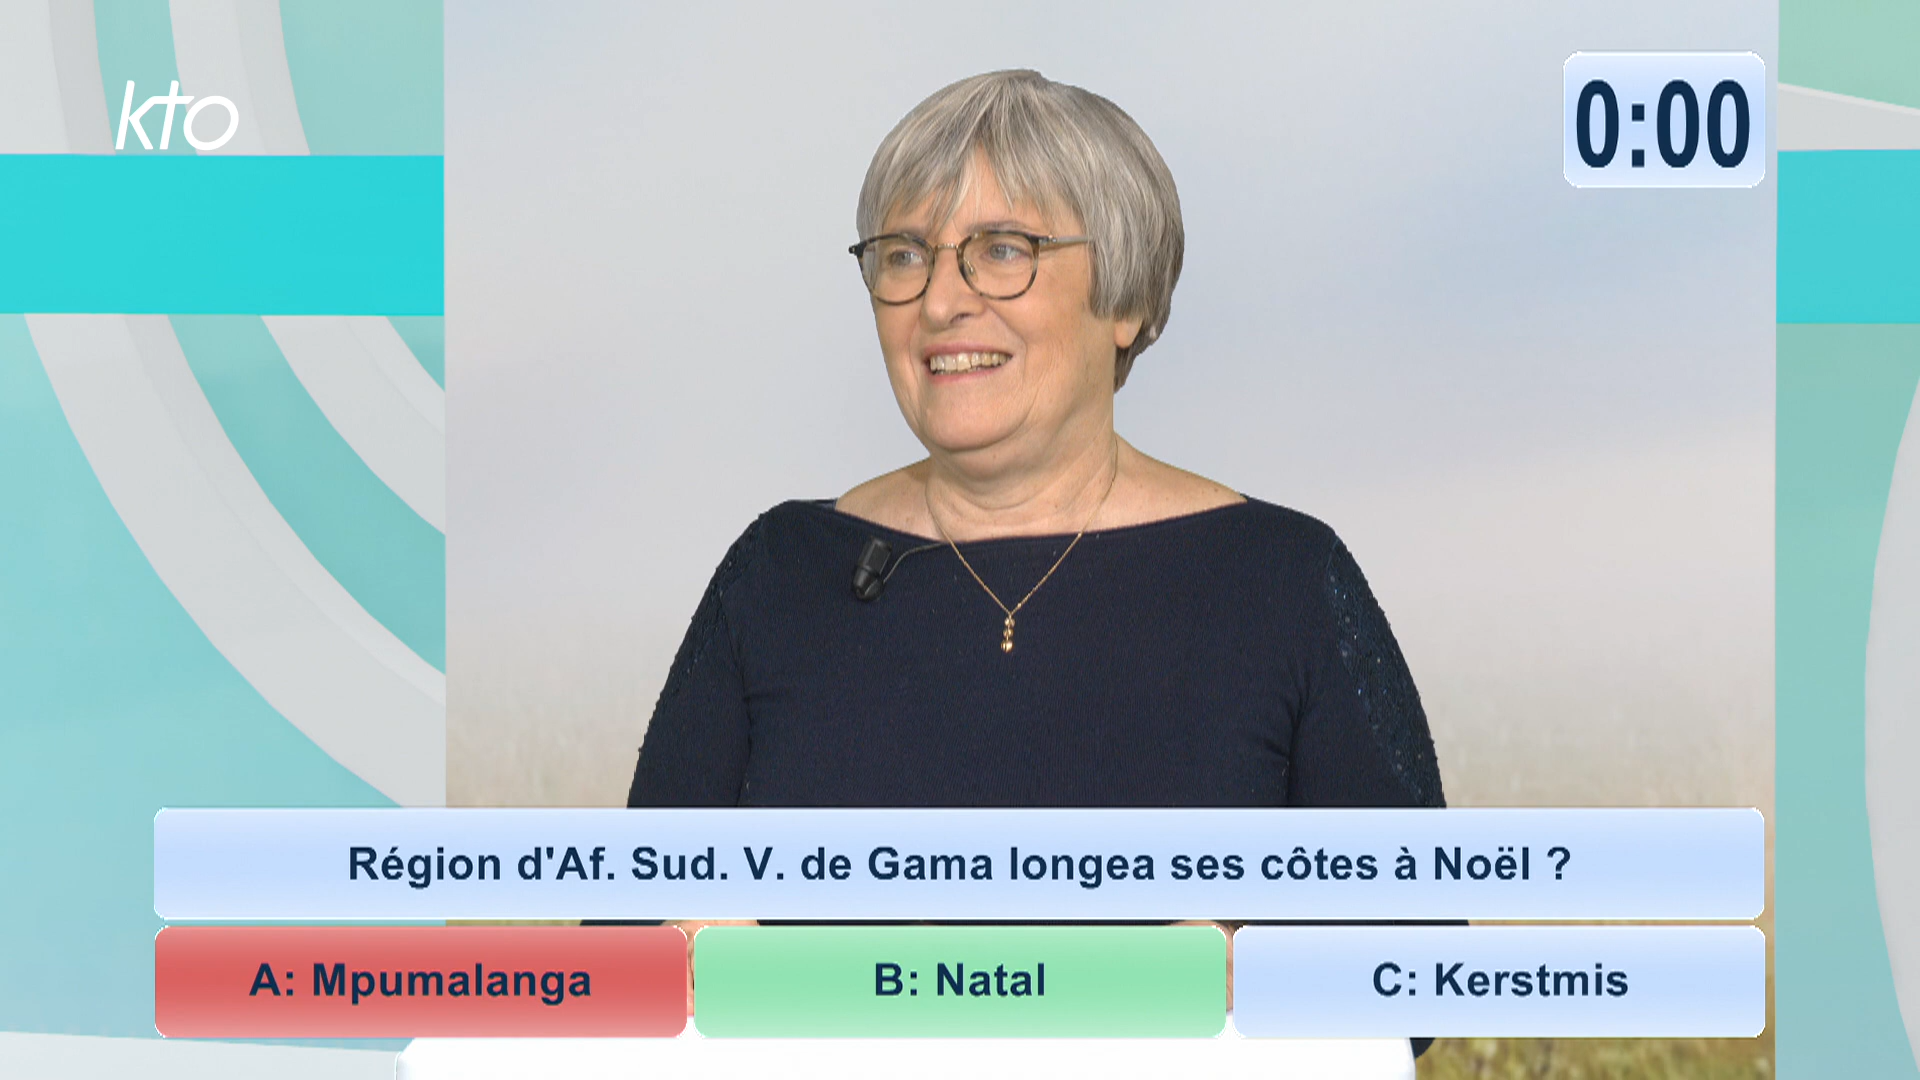 kto
0:00
Région d'Af. Sud. V. de Gama longea ses côtes à Noël ?
A: Mpumalanga
B: Natal
C: Kerstmis